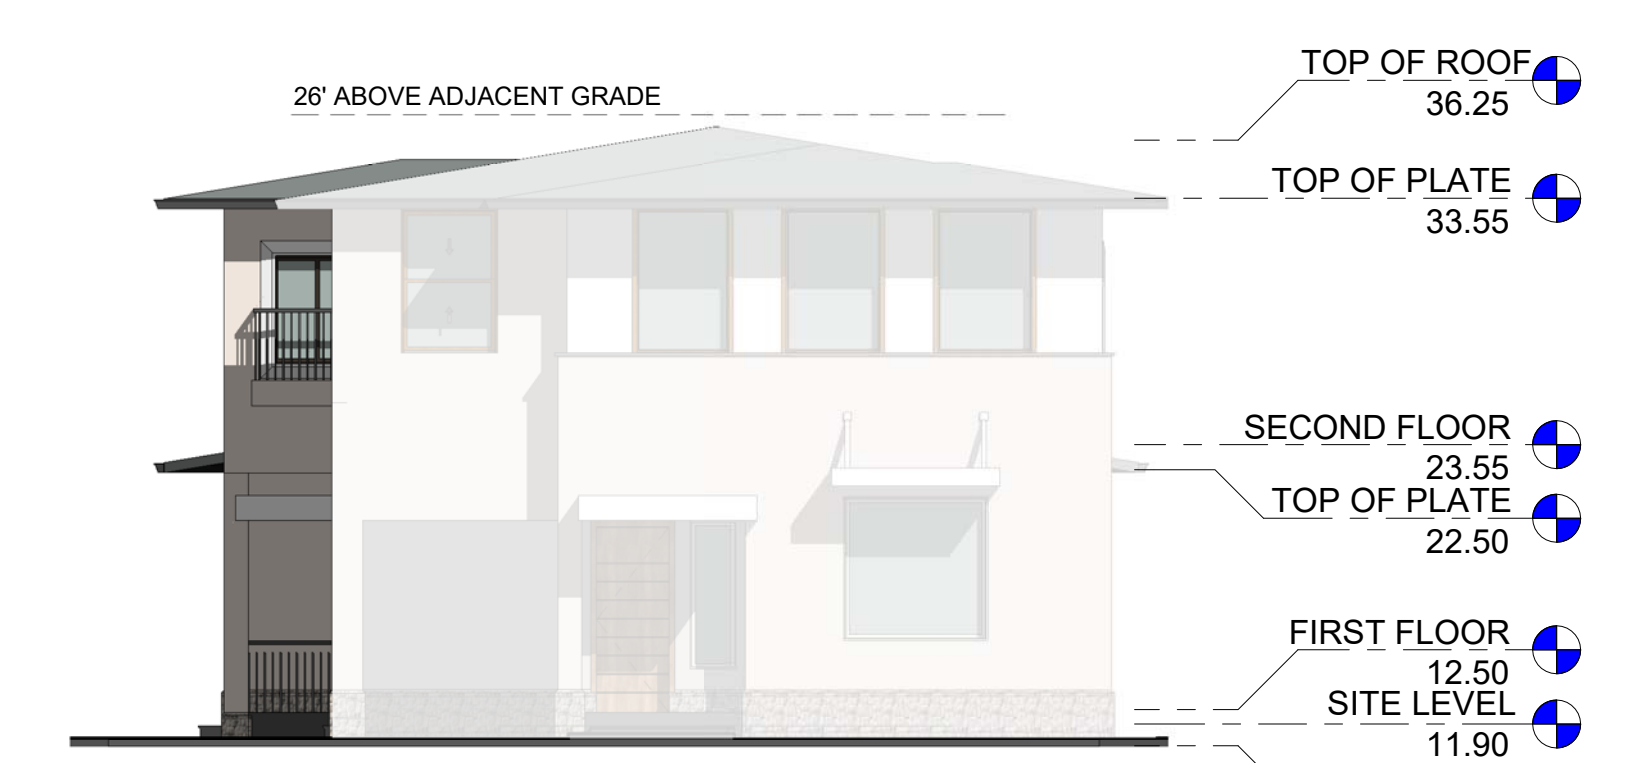 26' ABOVE ADJACENT GRADE
TOP OF ROOF
36.25
TOP OF PLATE
33.55
SECOND FLOOR
23.55
TOP OF PLATE
22.50
FIRST FLOOR
12.50
SITE LEVEL
11.90